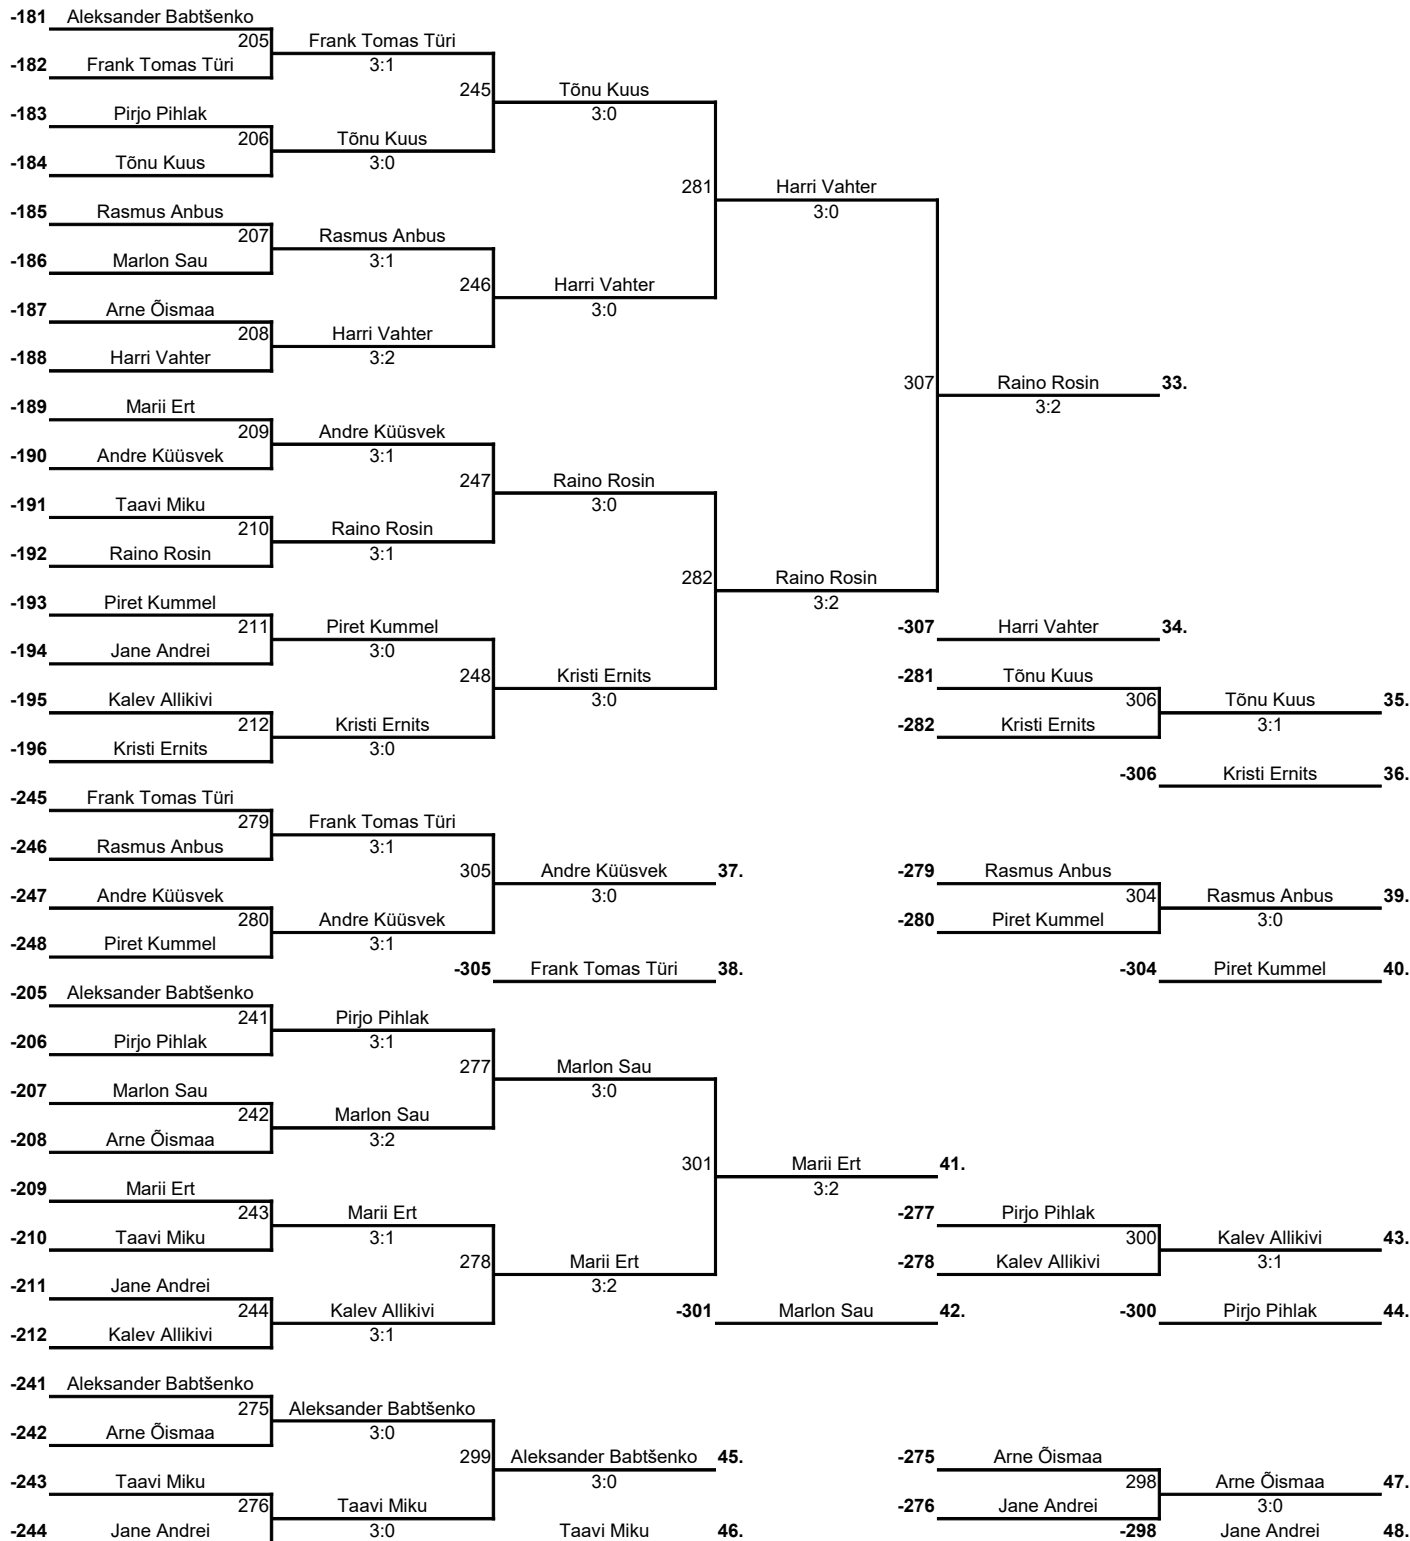 -181 Aleksander Babtšenko
205 Frank Tomas Türi
-182 Frank Tomas Türi 3:1
245 Tõnu Kuus
-183 Pirjo Pihlak 3:0
206 Tõnu Kuus
-184 Tõnu Kuus 3:0
281 Harri Vahter
-185 Rasmus Anbus 3:0
207 Rasmus Anbus
-186 Marlon Sau 3:1
246 Harri Vahter
-187 Arne Õismaa 3:0
208 Harri Vahter
-188 Harri Vahter 3:2
307 Raino Rosin 33.
-189 Marii Ert 3:2
209 Andre Küüsvek
-190 Andre Küüsvek 3:1
247 Raino Rosin
-191 Taavi Miku 3:0
210 Raino Rosin
-192 Raino Rosin 3:1
282 Raino Rosin
-193 Piret Kummel 3:2
211 Piret Kummel -307 Harri Vahter 34.
-194 Jane Andrei 3:0
248 Kristi Ernits -281 Tõnu Kuus
-195 Kalev Allikivi 3:0 306 Tõnu Kuus 35.
212 Kristi Ernits -282 Kristi Ernits 3:1
-196 Kristi Ernits 3:0
-306 Kristi Ernits 36.
-245 Frank Tomas Türi
279 Frank Tomas Türi
-246 Rasmus Anbus 3:1
305 Andre Küüsvek 37. -279 Rasmus Anbus
-247 Andre Küüsvek 3:0 304 Rasmus Anbus 39.
280 Andre Küüsvek -280 Piret Kummel 3:0
-248 Piret Kummel 3:1
-305 Frank Tomas Türi 38. -304 Piret Kummel 40.
-205 Aleksander Babtšenko
241 Pirjo Pihlak
-206 Pirjo Pihlak 3:1
277 Marlon Sau
-207 Marlon Sau 3:0
242 Marlon Sau
-208 Arne Õismaa 3:2
301 Marii Ert 41.
-209 Marii Ert 3:2
243 Marii Ert -277 Pirjo Pihlak
-210 Taavi Miku 3:1 300 Kalev Allikivi 43.
278 Marii Ert -278 Kalev Allikivi 3:1
-211 Jane Andrei 3:2
244 Kalev Allikivi -301 Marlon Sau 42. -300 Pirjo Pihlak 44.
-212 Kalev Allikivi 3:1
-241 Aleksander Babtšenko
275 Aleksander Babtšenko
-242 Arne Õismaa 3:0
299 Aleksander Babtšenko 45. -275 Arne Õismaa
-243 Taavi Miku 3:0 298 Arne Õismaa 47.
276 Taavi Miku -276 Jane Andrei 3:0
-244 Jane Andrei 3:0 Taavi Miku 46. -298 Jane Andrei 48.